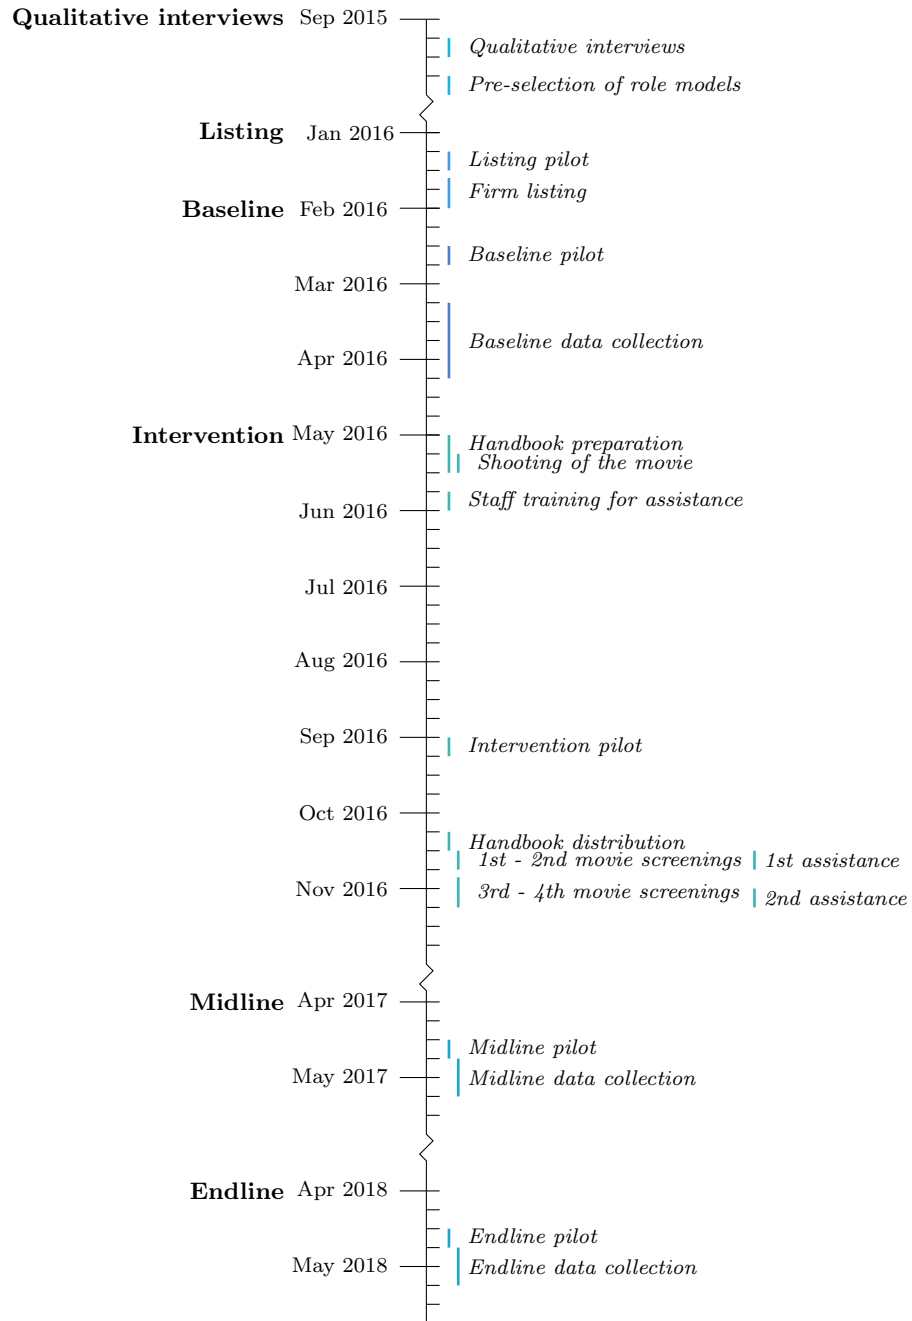 Qualitative interviews Sep 2015
Qualitative interviews
Pre-selection of role models
Listing Jan 2016
Listing pilot
Firm listing
Baseline Feb 2016
Baseline pilot
Mar 2016
Baseline data collection
Apr 2016
Intervention May 2016
Handbook preparation
Shooting of the movie
Staff training for assistance
Jun 2016
Jul 2016
Aug 2016
Sep 2016
Intervention pilot
Oct 2016
Handbook distribution
1st - 2nd movie screenings 1st assistance
Nov 2016
3rd - 4th movie screenings 2nd assistance
Midline Apr 2017
Midline pilot
May 2017
Midline data collection
Endline Apr 2018
Endline pilot
May 2018
Endline data collection